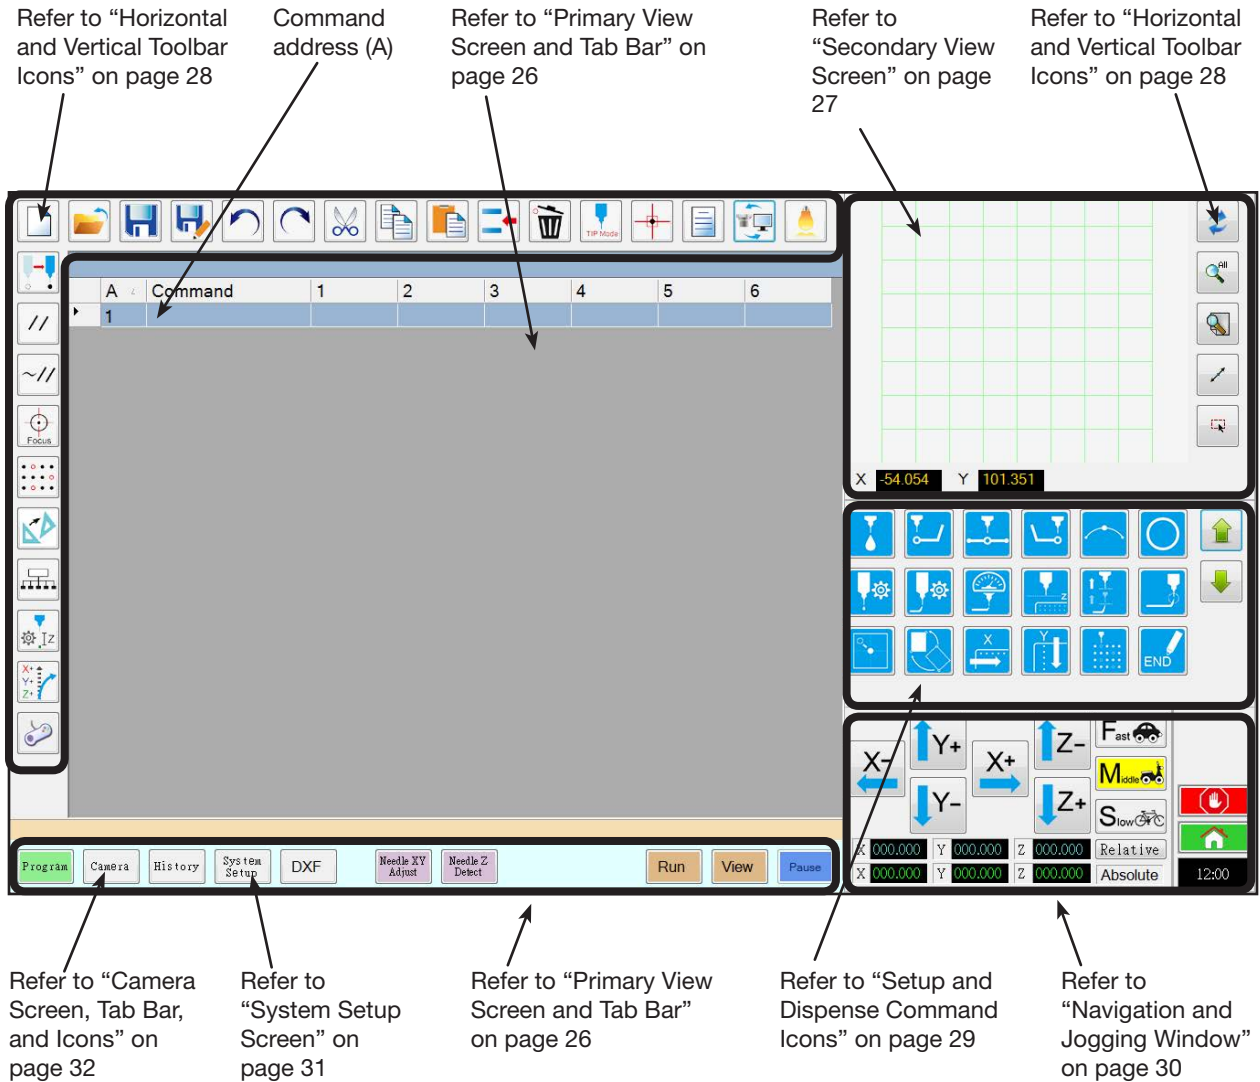 Refer to “Horizontal
and Vertical Toolbar
Icons” on page 28
Command
address (A)
Refer to “Primary View
Screen and Tab Bar” on
page 26
Refer to
“Secondary View
Screen” on page
27
Refer to “Horizontal
and Vertical Toolbar
Icons” on page 28
TIP Mode
All
A Command 1 2 3 4 5 6
1
//
~//
Focus
Z
X+
Y+
Z+
X -54.054 Y 101.351
Z
X
Y
END
X-
Y+
Y-
X+
Z-
Z+
Fast
Middle
Slow
X 000.000 Y 000.000 Z 000.000 Relative
X 000.000 Y 000.000 Z 000.000 Absolute
12:00
Program
Camera
History
System
Setup
DXF
Needle XY
Adjust
Needle Z
Detect
Run
View
Pause
Refer to “Camera
Screen, Tab Bar,
and Icons” on
page 32
Refer to
“System Setup
Screen” on
page 31
Refer to “Primary View
Screen and Tab Bar”
on page 26
Refer to “Setup and
Dispense Command
Icons” on page 29
Refer to
“Navigation and
Jogging Window”
on page 30